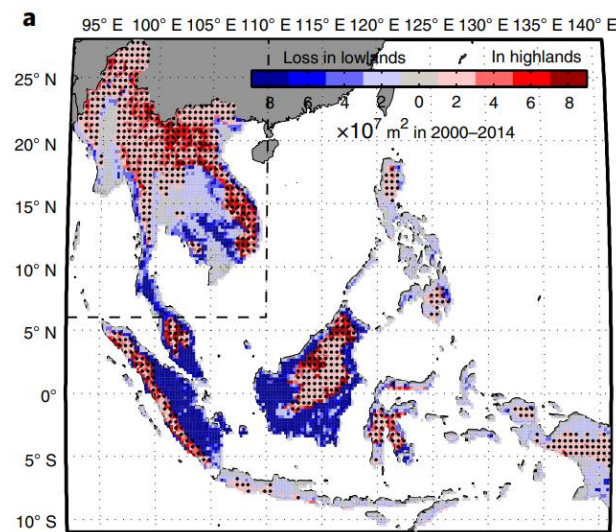 a
95° E 100° E 105° E 110° E 115° E 120° E 125° E 130° E 135° E 140° E
Loss in lowlands In highlands
8 6 4 2 0 2 4 6 8
×10⁷ m² in 2000–2014
25° N
20° N
15° N
10° N
5° N
0°
5° S
10° S